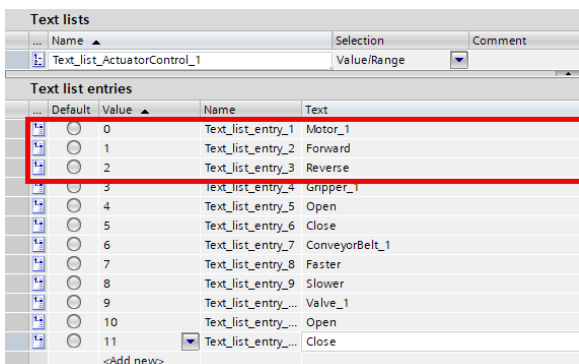 Text lists
... Name Selection Comment
Text_list_ActuatorControl_1 Value/Range
Text list entries
... Default Value Name Text
0 Text_list_entry_1 Motor_1
1 Text_list_entry_2 Forward
2 Text_list_entry_3 Reverse
3 Text_list_entry_4 Gripper_1
4 Text_list_entry_5 Open
5 Text_list_entry_6 Close
6 Text_list_entry_7 ConveyorBelt_1
7 Text_list_entry_8 Faster
8 Text_list_entry_9 Slower
9 Text_list_entry_... Valve_1
10 Text_list_entry_... Open
11 Text_list_entry_... Close
<Add new>